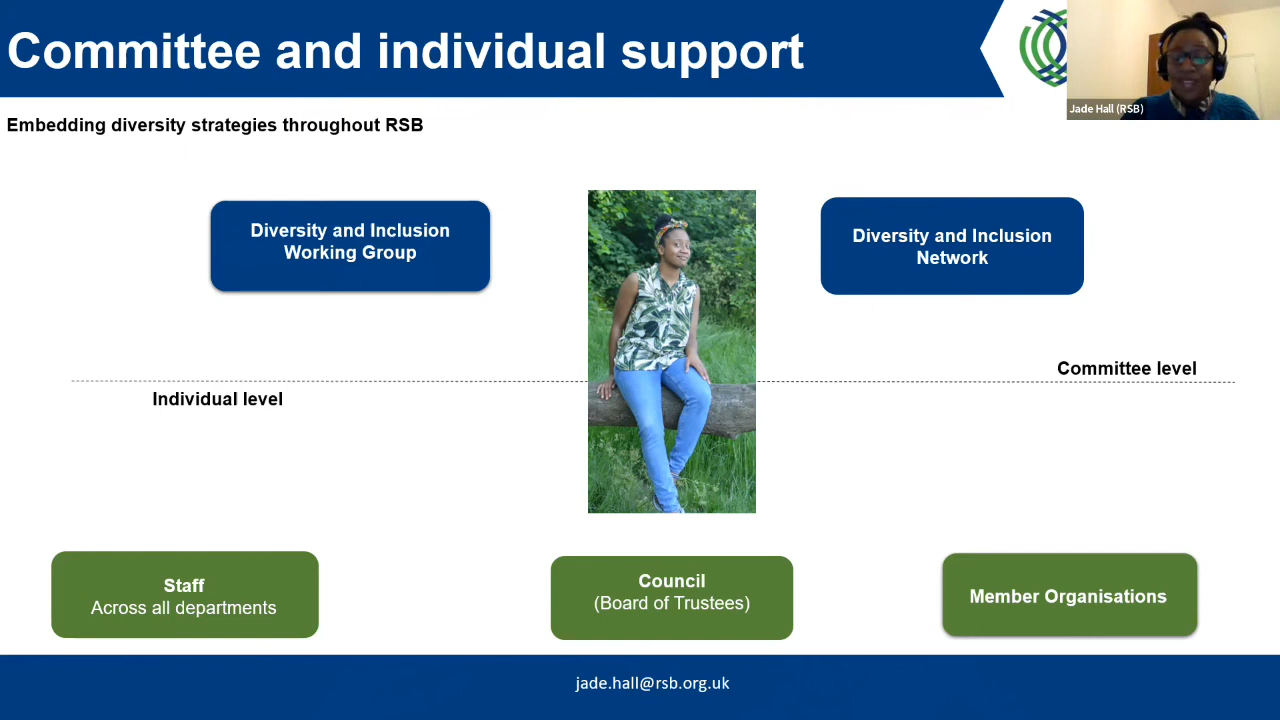 Committee and individual support
Jade Hall (RSB)
Embedding diversity strategies throughout RSB
Diversity and Inclusion
Working Group
Diversity and Inclusion
Network
Committee level
Individual level
Staff
Across all departments
Council
(Board of Trustees)
Member Organisations
jade.hall@rsb.org.uk